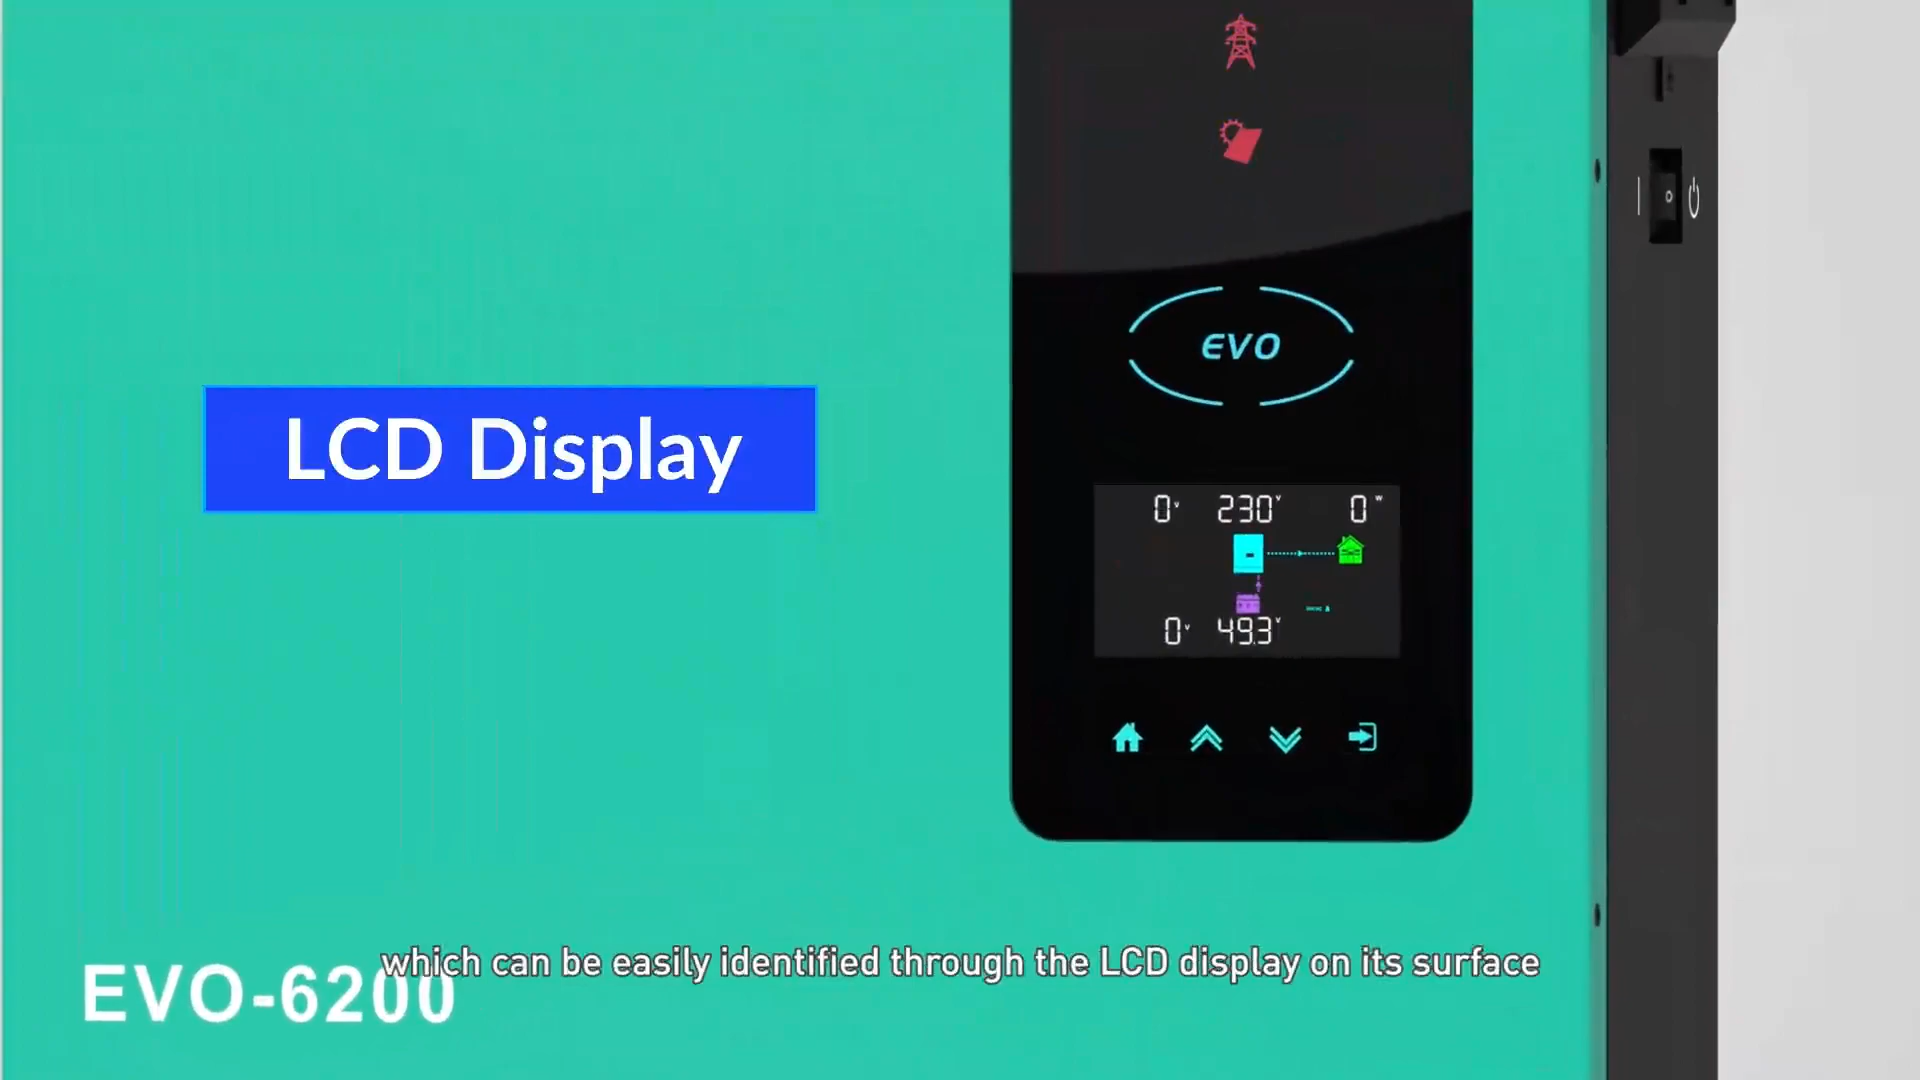 EVO
LCD Display
0v 230v 0w
0v 49.3v
which can be easily identified through the LCD display on its surface
EVO-6200